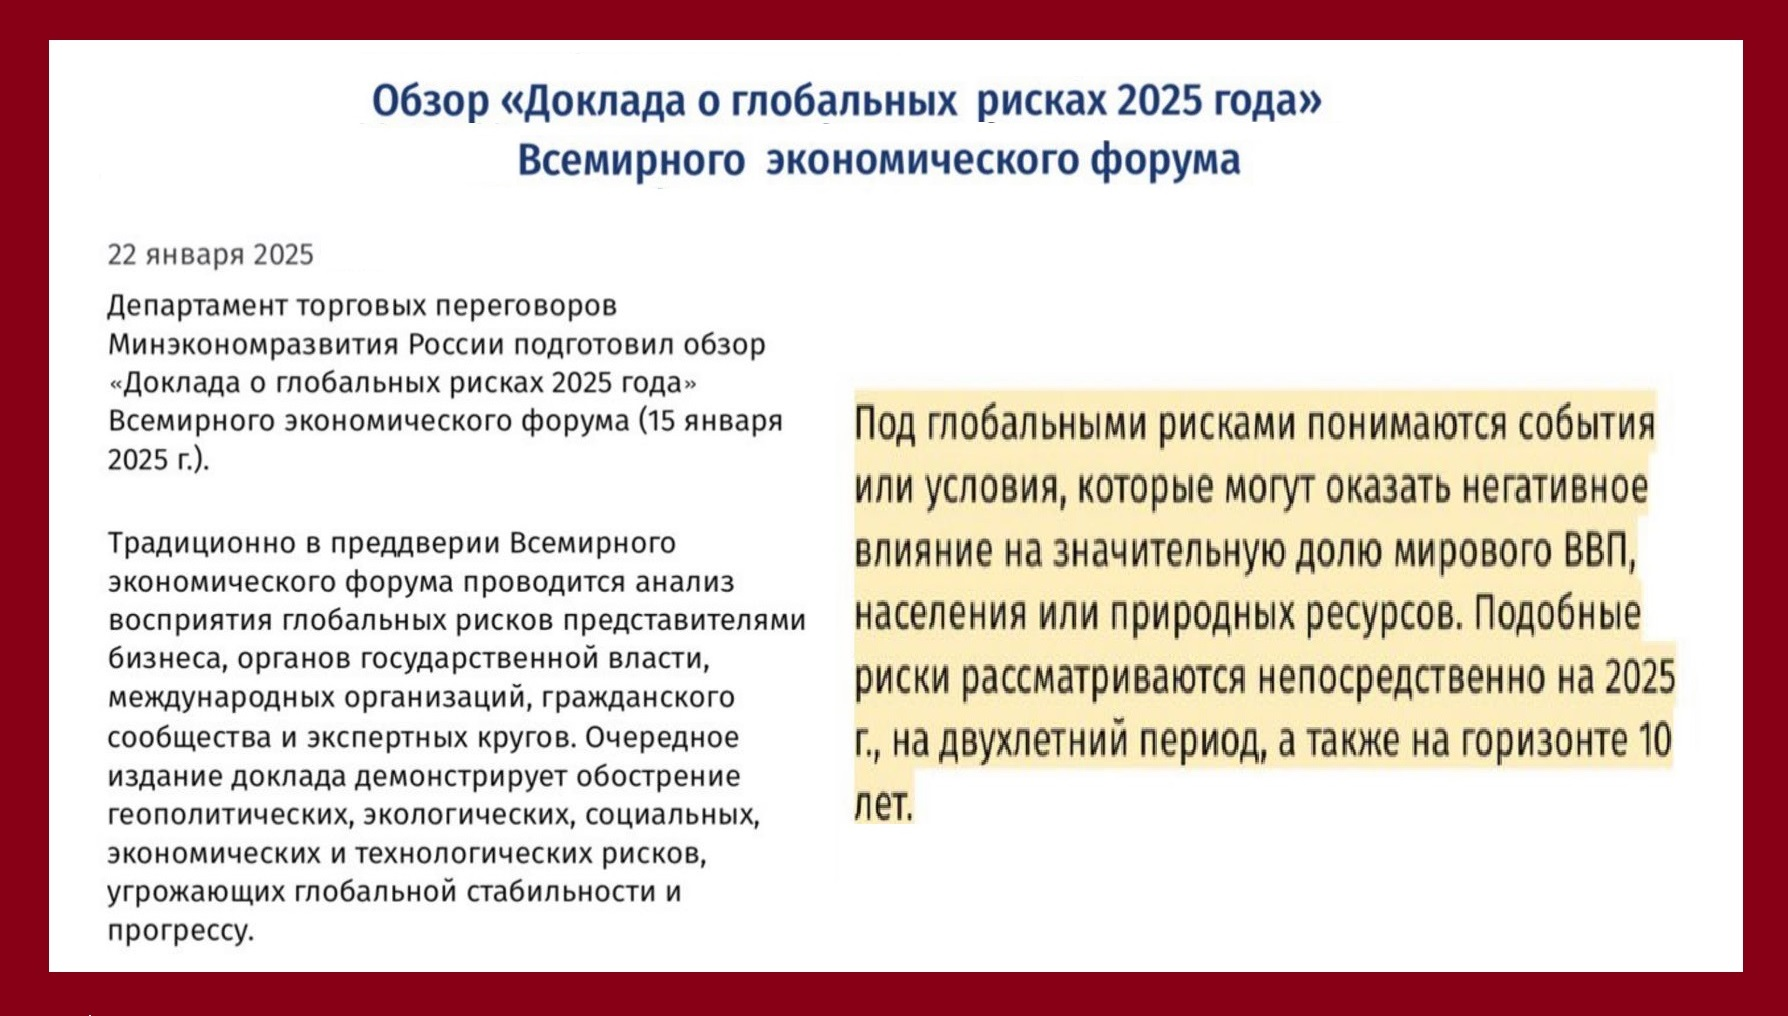 Обзор «Доклада о глобальных рисках 2025 года»
Всемирного экономического форума
22 января 2025
Департамент торговых переговоров
Минэкономразвития России подготовил обзор
«Доклада о глобальных рисках 2025 года»
Всемирного экономического форума (15 января
2025 г.).
Традиционно в преддверии Всемирного
экономического форума проводится анализ
восприятия глобальных рисков представителями
бизнеса, органов государственной власти,
международных организаций, гражданского
сообщества и экспертных кругов. Очередное
издание доклада демонстрирует обострение
геополитических, экологических, социальных,
экономических и технологических рисков,
угрожающих глобальной стабильности и
прогрессу.
Под глобальными рисками понимаются события
или условия, которые могут оказать негативное
влияние на значительную долю мирового ВВП,
населения или природных ресурсов. Подобные
риски рассматриваются непосредственно на 2025
г., на двухлетний период, а также на горизонте 10
лет.